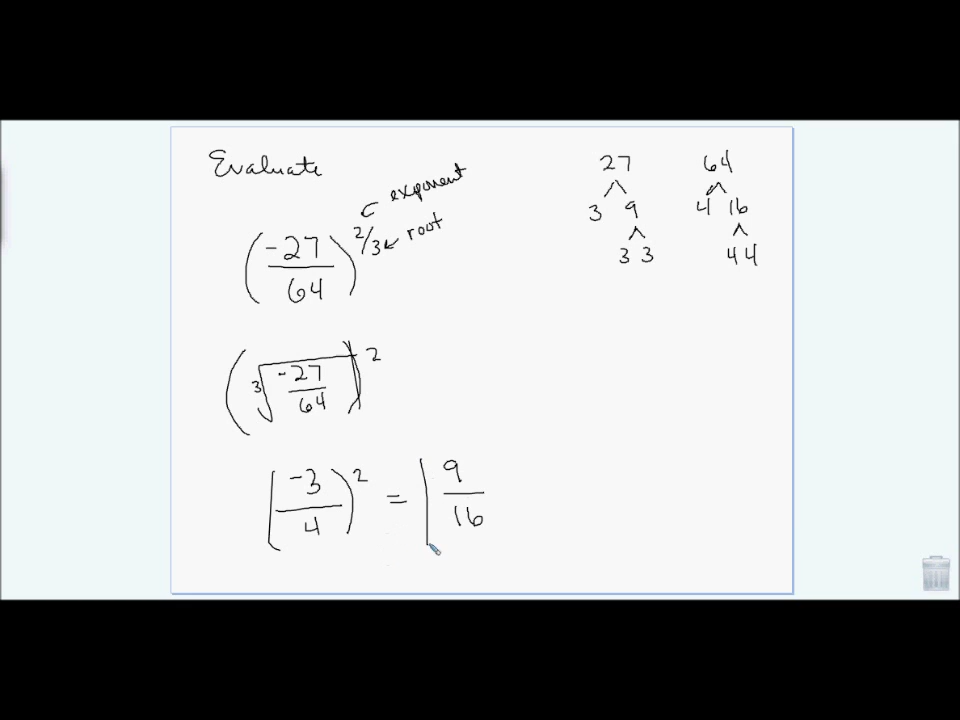 Evaluate
(-27/64)^2/3
exponent
root
(∛(-27/64))^2
(-3/4)^2 = 9/16
27
3 9
3 3
64
4 16
4 4